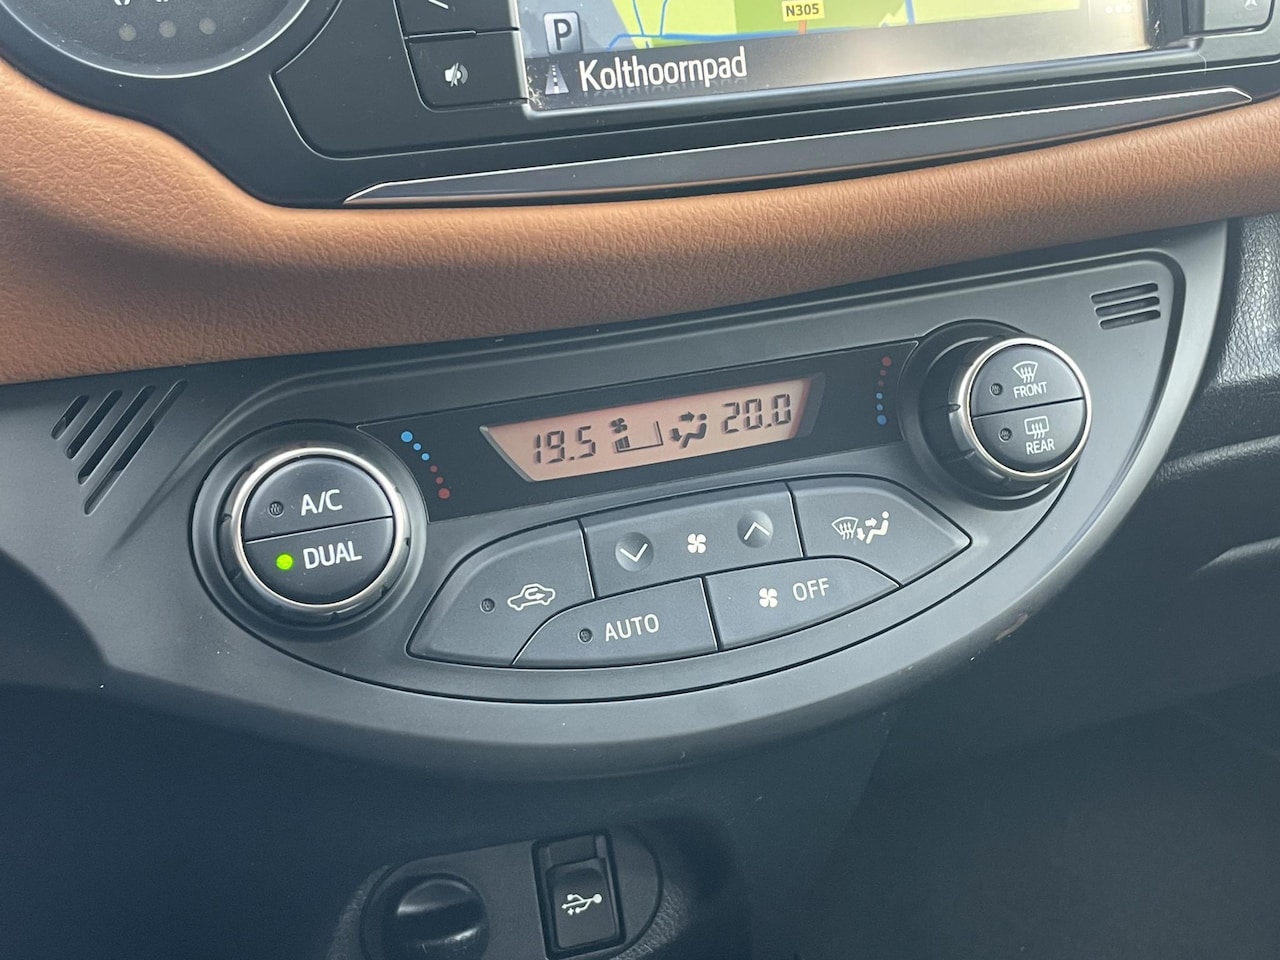 N305
P
Kolthoornpad
19.5
20.0
FRONT
REAR
A/C
DUAL
OFF
AUTO